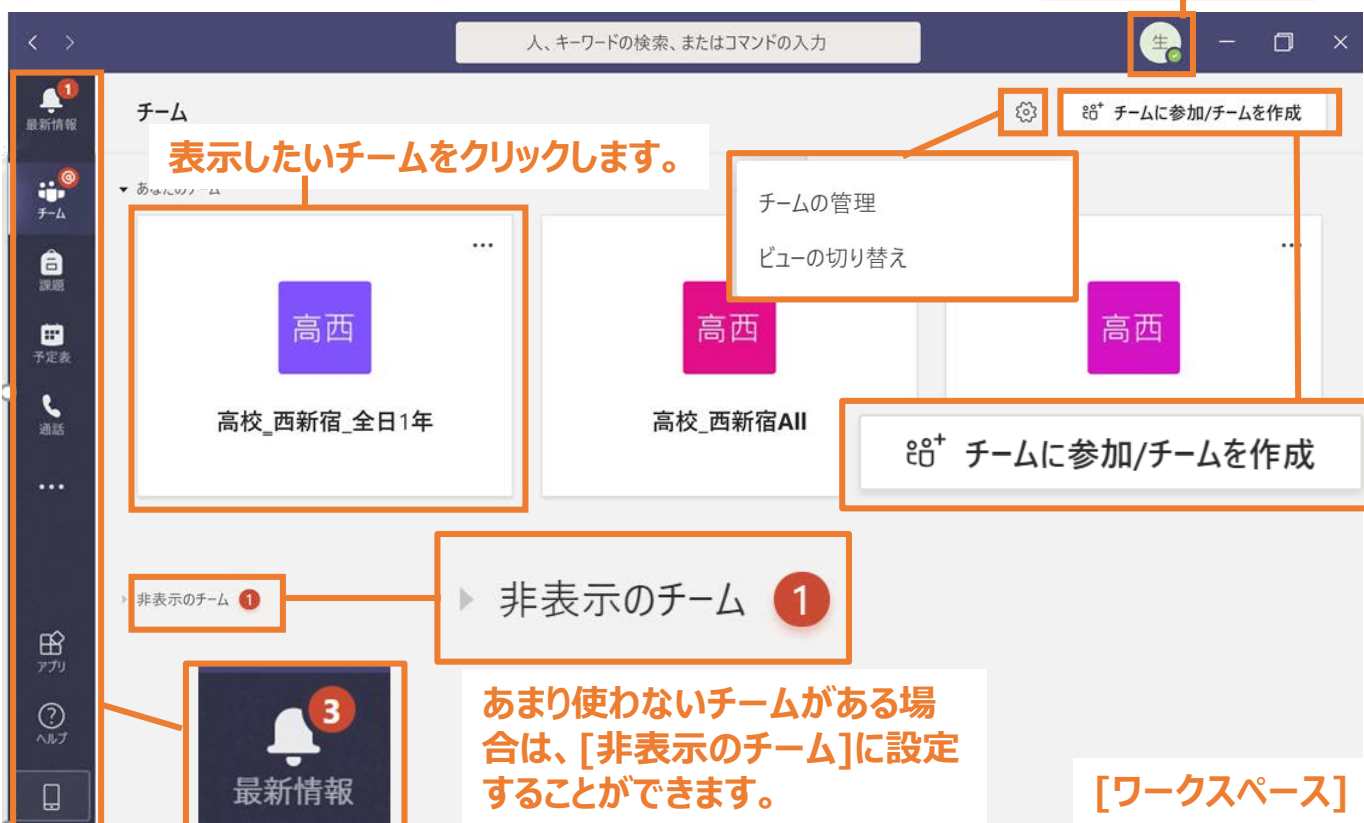 人、キーワードの検索、またはコマンドの入力
生
1
最新情報
チーム
チームに参加/チームを作成
表示したいチームをクリックします。
@
チーム
あなたのチーム
チームの管理
ビューの切り替え
課題
予定表
通話
高西
高校_西新宿_全日1年
高西
高校_西新宿All
高西
チームに参加/チームを作成
非表示のチーム 1
非表示のチーム 1
アプリ
ヘルプ
3
最新情報
あまり使わないチームがある場
合は、[非表示のチーム]に設定
することができます。
[ワークスペース]